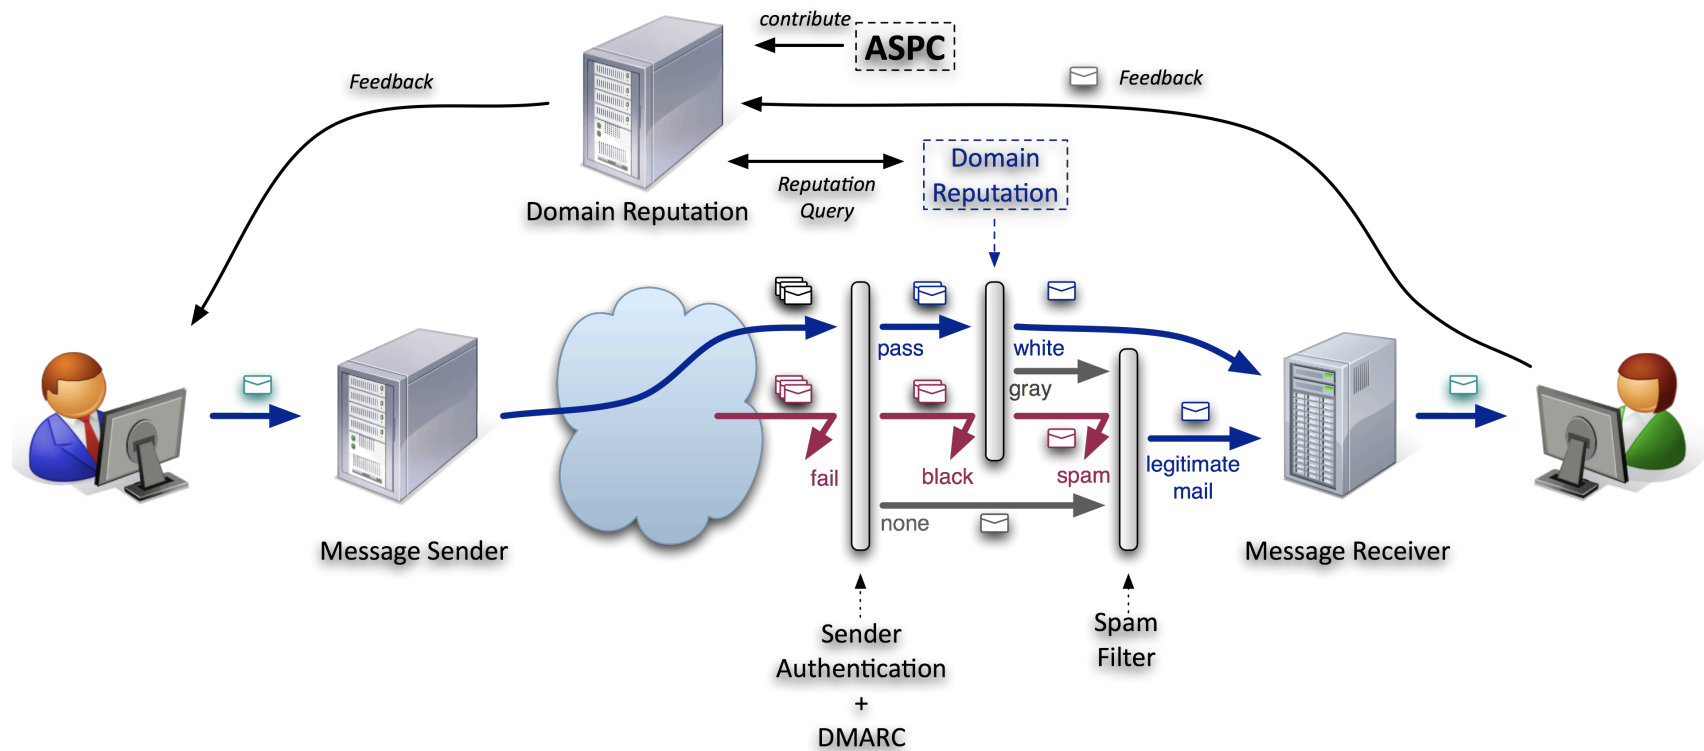 contribute
ASPC
Feedback
Feedback
Domain
Reputation
Reputation
Query
Domain Reputation
pass
white
gray
fail
black
spam
legitimate
mail
none
Message Sender
Message Receiver
Sender
Authentication
+
DMARC
Spam
Filter